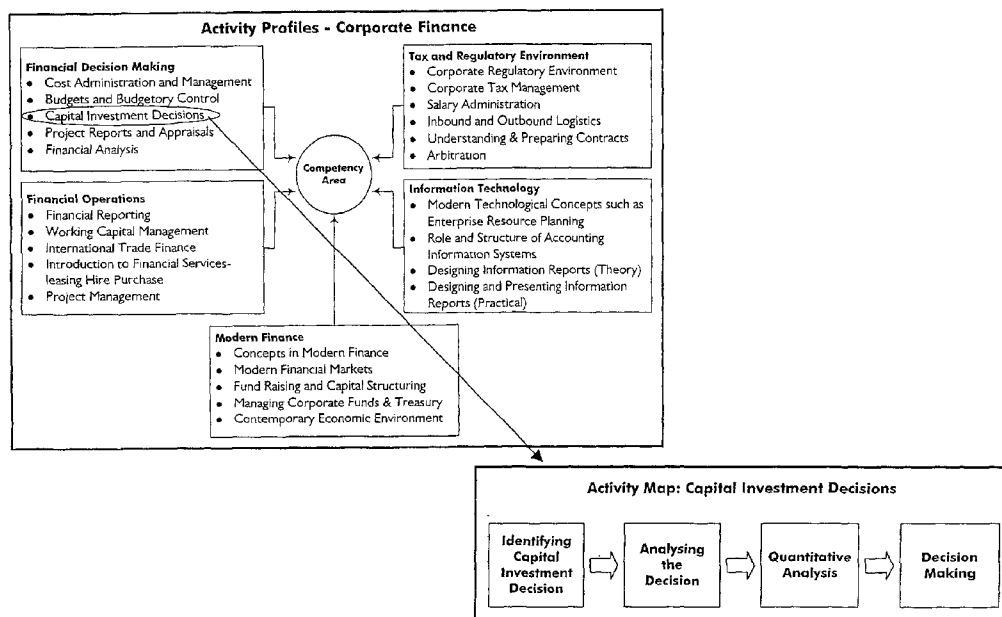 Activity Profiles - Corporate Finance
Financial Decision Making
• Cost Administration and Management
• Budgets and Budgetory Control
• Capital Investment Decisions
• Project Reports and Appraisals
• Financial Analysis
Tax and Regulatory Environment
• Corporate Regulatory Environment
• Corporate Tax Management
• Salary Administration
• Inbound and Outbound Logistics
• Understanding & Preparing Contracts
• Arbitration
Competency
Area
Financial Operations
• Financial Reporting
• Working Capital Management
• International Trade Finance
• Introduction to Financial Services-
leasing Hire Purchase
• Project Management
Information Technology
• Modern Technological Concepts such as
Enterprise Resource Planning
• Role and Structure of Accounting
Information Systems
• Designing Information Reports (Theory)
• Designing and Presenting Information
Reports (Practical)
Modern Finance
• Concepts in Modern Finance
• Modern Financial Markets
• Fund Raising and Capital Structuring
• Managing Corporate Funds & Treasury
• Contemporary Economic Environment
Activity Map: Capital Investment Decisions
Identifying
Capital
Investment
Decision
Analysing
the
Decision
Quantitative
Analysis
Decision
Making